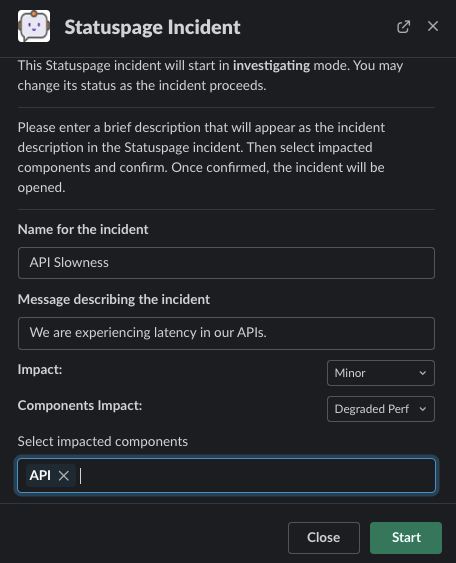 Statuspage Incident
This Statuspage incident will start in investigating mode. You may
change its status as the incident proceeds.
Please enter a brief description that will appear as the incident
description in the Statuspage incident. Then select impacted
components and confirm. Once confirmed, the incident will be
opened.
Name for the incident
API Slowness
Message describing the incident
We are experiencing latency in our APIs.
Impact:
Minor
Components Impact:
Degraded Perf
Select impacted components
API
Close
Start